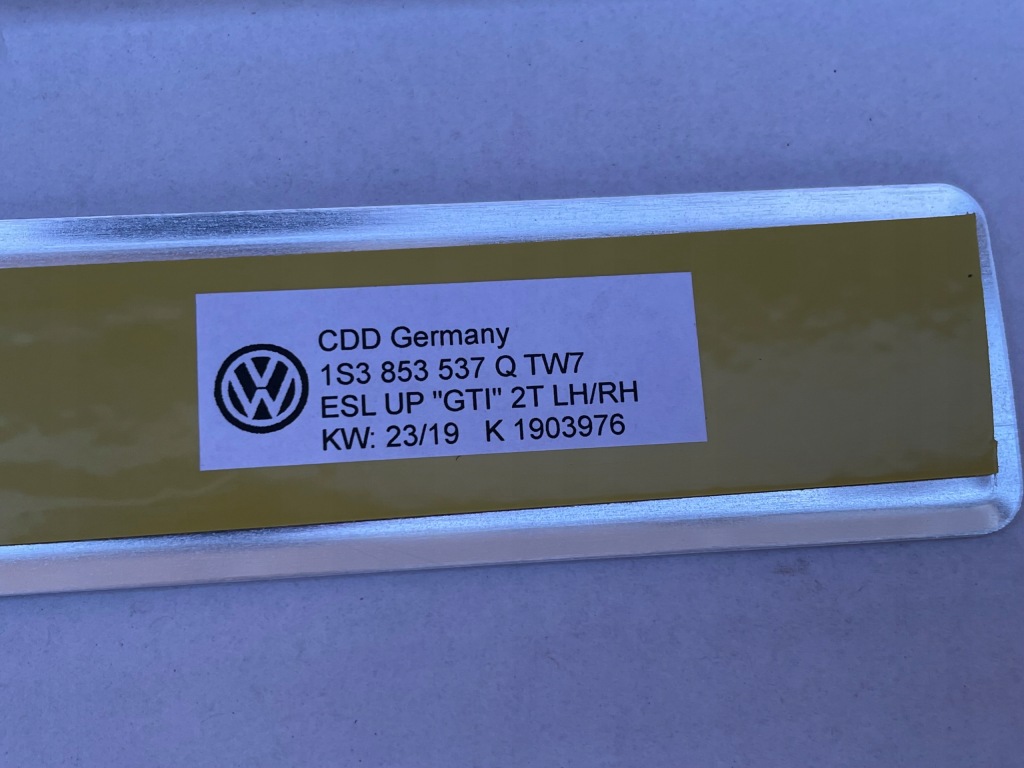 CDD Germany
1S3 853 537 Q TW7
ESL UP "GTI" 2T LH/RH
KW: 23/19 K 1903976